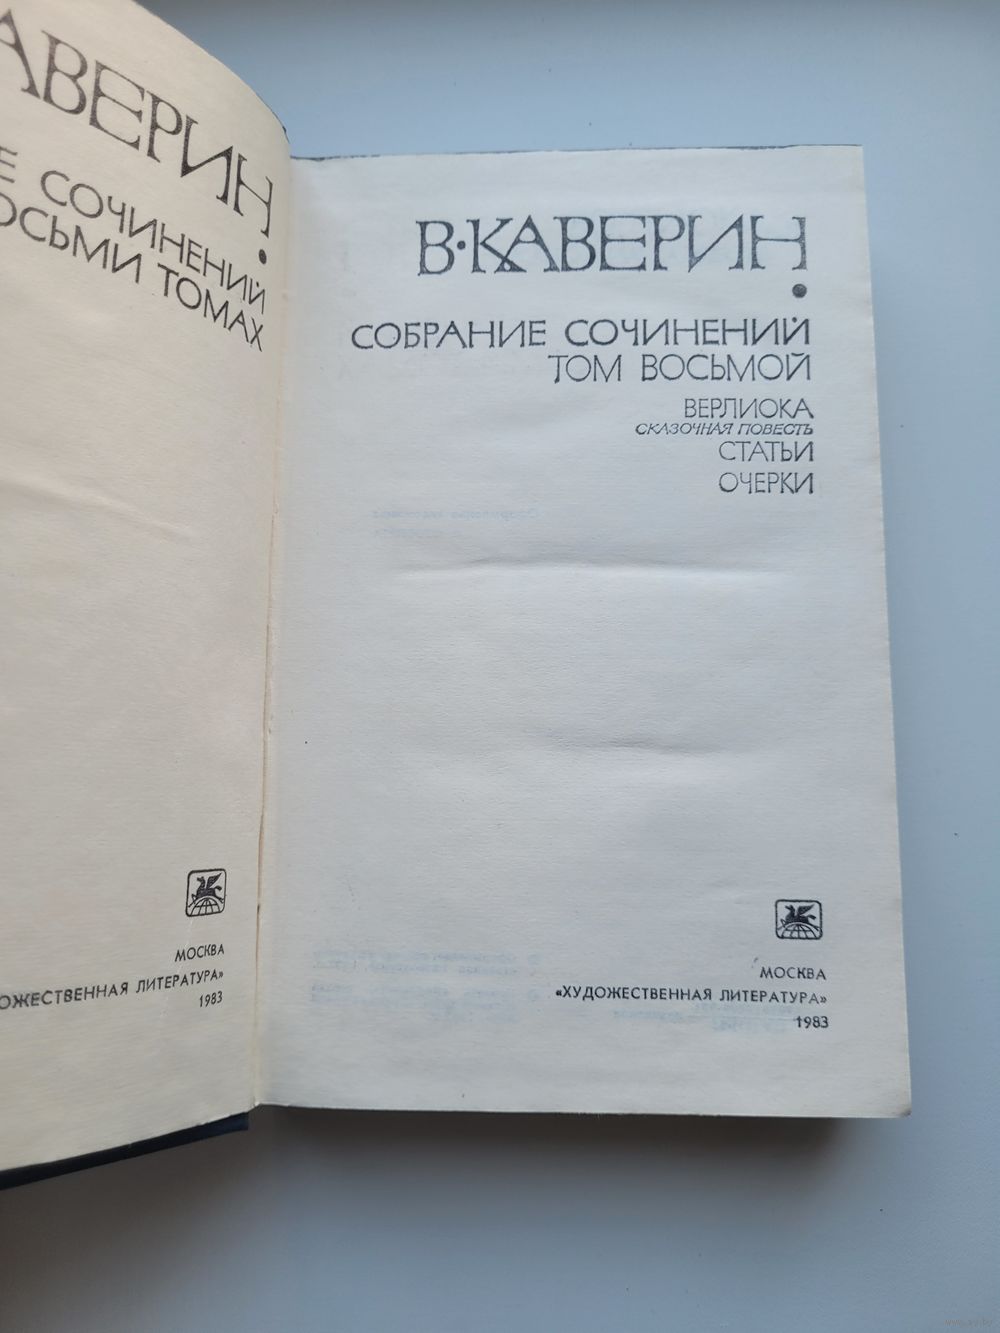 АВЕРИН
Е СОЧИНЕНИЙ
ОСЬМИ ТОМАХ
МОСКВА
ОЖЕСТВЕННАЯ ЛИТЕРАТУРА»
1983
В·КАВЕРИН
СОБРАНИЕ СОЧИНЕНИЙ
ТОМ ВОСЬМОЙ
ВЕРЛИОКА
СКАЗОЧНАЯ ПОВЕСТЬ
СТАТЬИ
ОЧЕРКИ
МОСКВА
«ХУДОЖЕСТВЕННАЯ ЛИТЕРАТУРА»
1983